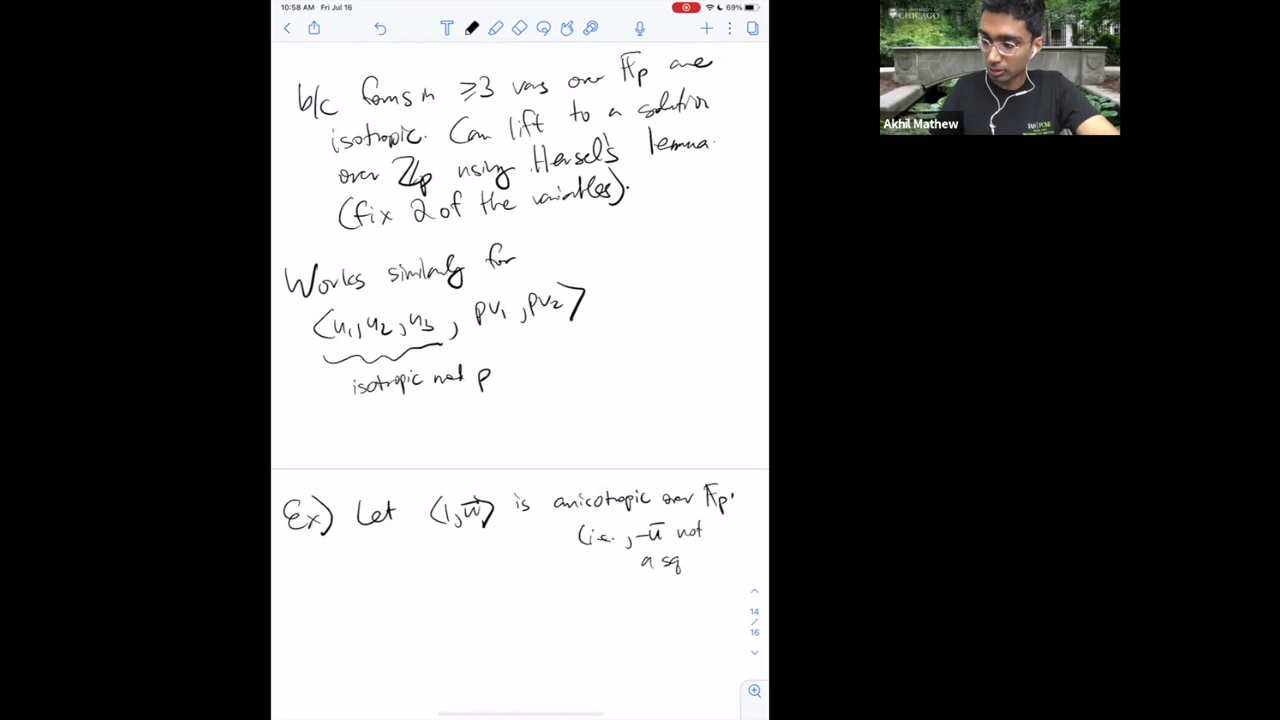 10:58 AM Fri Jul 16
69%
b/c forms in ≥3 vars over 𝔽p are
isotropic. Can lift to a solution
over ℤp using Hensel's lemma.
(fix 2 of the variables).
Works similarly for
⟨u₁, u₂, u₃, pv₁, pv₂⟩
isotropic mod p
Ex) Let ⟨1, ū⟩ is anisotropic over 𝔽p.
(i.e., -ū not
a sq
14
/
16
CHICAGO
Akhil Mathew